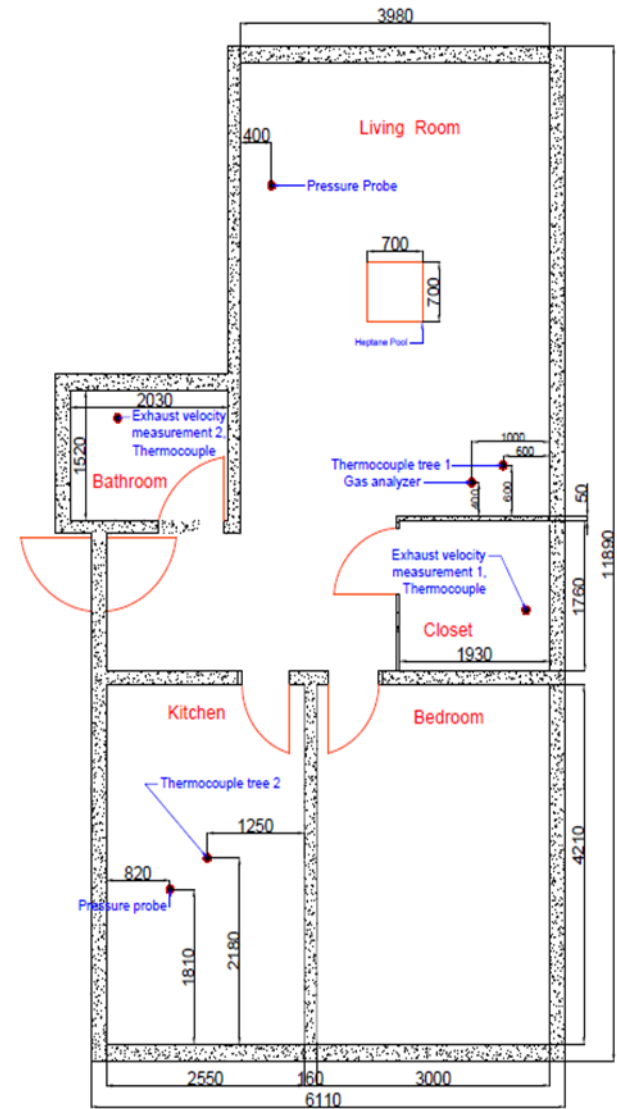 3980
Living Room
400
Pressure Probe
700
700
Heptane Pool
2030
Exhaust velocity
measurement 2,
Thermocouple
1520
Bathroom
1000
600
Thermocouple tree 1
Gas analyzer
400
600
50
11890
Exhaust velocity
measurement 1,
Thermocouple
1760
Closet
1930
Kitchen
Bedroom
Thermocouple tree 2
1250
4210
820
Pressure probe
1810
2180
2550
160
3000
6110